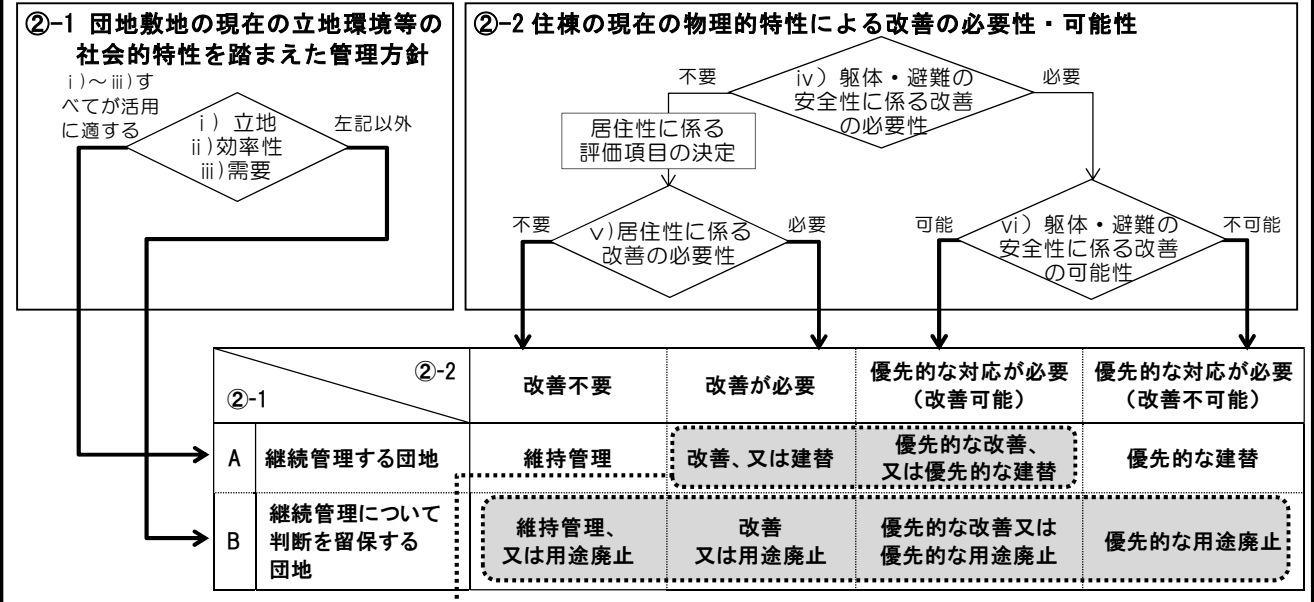 ②-1 団地敷地の現在の立地環境等の
社会的特性を踏まえた管理方針
ⅰ)～ⅲ)す
べてが活用
に適する
ⅰ) 立地
ⅱ)効率性
ⅲ)需要
左記以外
②-2 住棟の現在の物理的特性による改善の必要性・可能性
不要
ⅳ) 躯体・避難の
安全性に係る改善
の必要性
必要
居住性に係る
評価項目の決定
不要
ⅴ)居住性に係る
改善の必要性
必要
可能
ⅵ) 躯体・避難の
安全性に係る改善
の可能性
不可能
②-2
②-1
改善不要
改善が必要
優先的な対応が必要
(改善可能)
優先的な対応が必要
(改善不可能)
A
継続管理する団地
維持管理
改善、又は建替
優先的な改善、
又は優先的な建替
優先的な建替
B
継続管理について
判断を留保する
団地
維持管理、
又は用途廃止
改善
又は用途廃止
優先的な改善又は
優先的な用途廃止
優先的な用途廃止